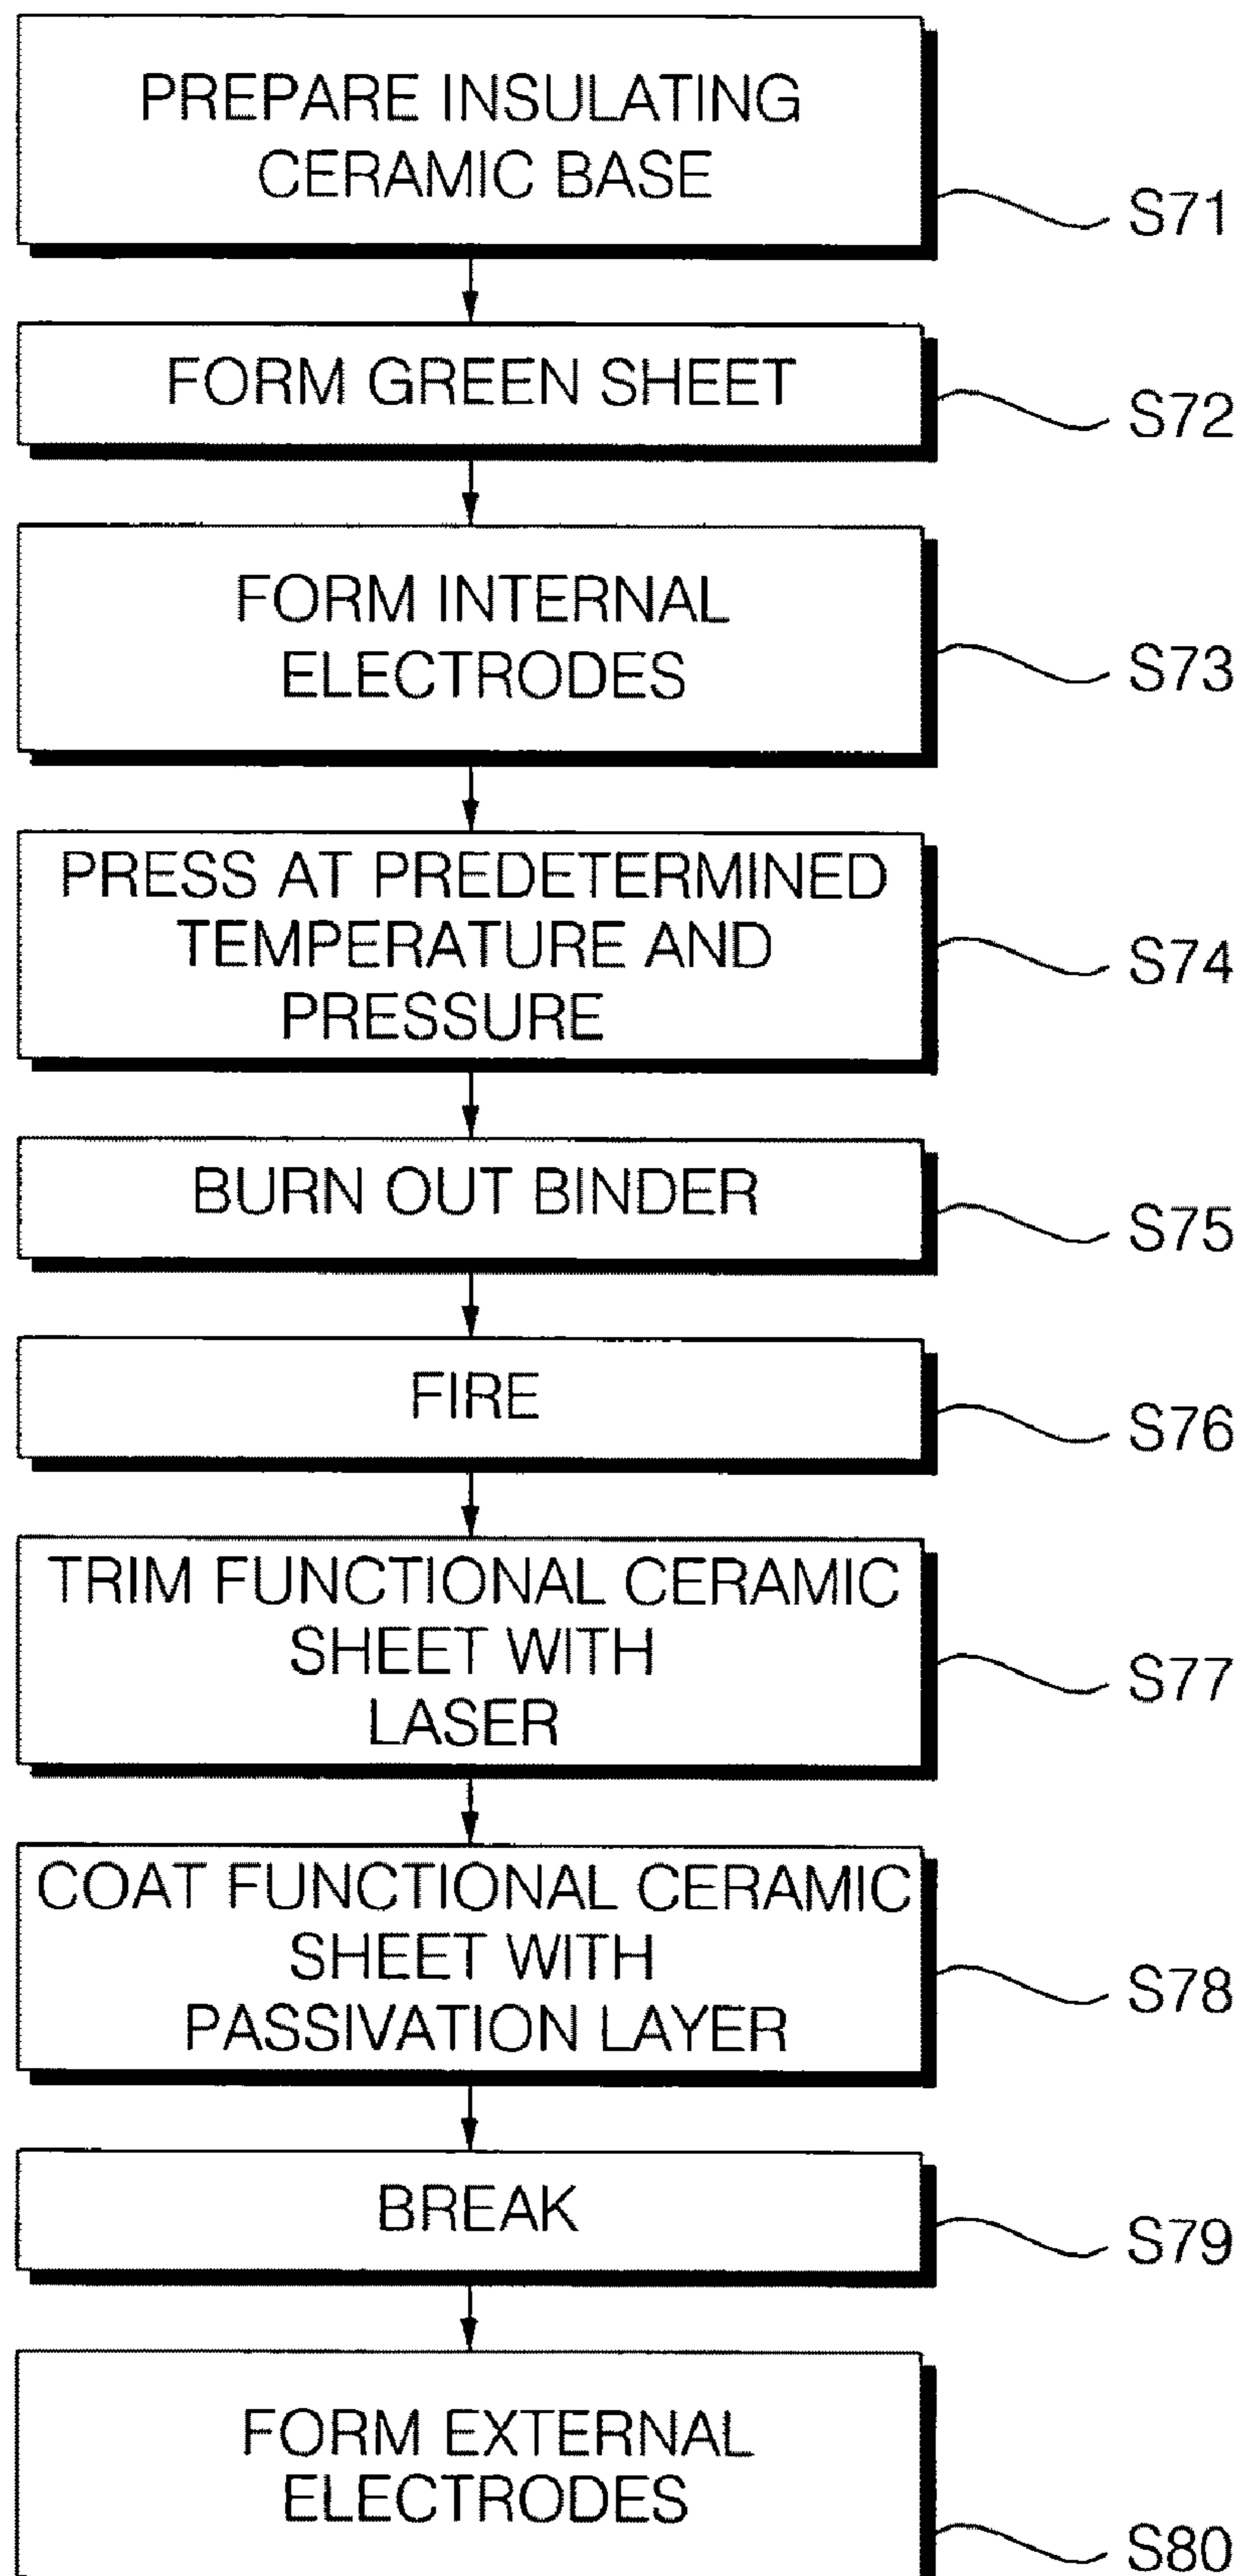 PREPARE INSULATING
CERAMIC BASE
S71
FORM GREEN SHEET
S72
FORM INTERNAL
ELECTRODES
S73
PRESS AT PREDETERMINED
TEMPERATURE AND
PRESSURE
S74
BURN OUT BINDER
S75
FIRE
S76
TRIM FUNCTIONAL CERAMIC
SHEET WITH
LASER
S77
COAT FUNCTIONAL CERAMIC
SHEET WITH
PASSIVATION LAYER
S78
BREAK
S79
FORM EXTERNAL
ELECTRODES
S80